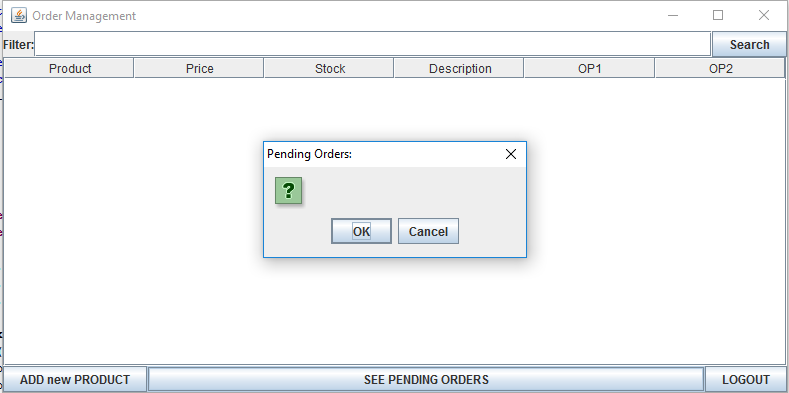 Order Management
Filter: Search
Product Price Stock Description OP1 OP2
Pending Orders:
?
OK Cancel
ADD new PRODUCT SEE PENDING ORDERS LOGOUT